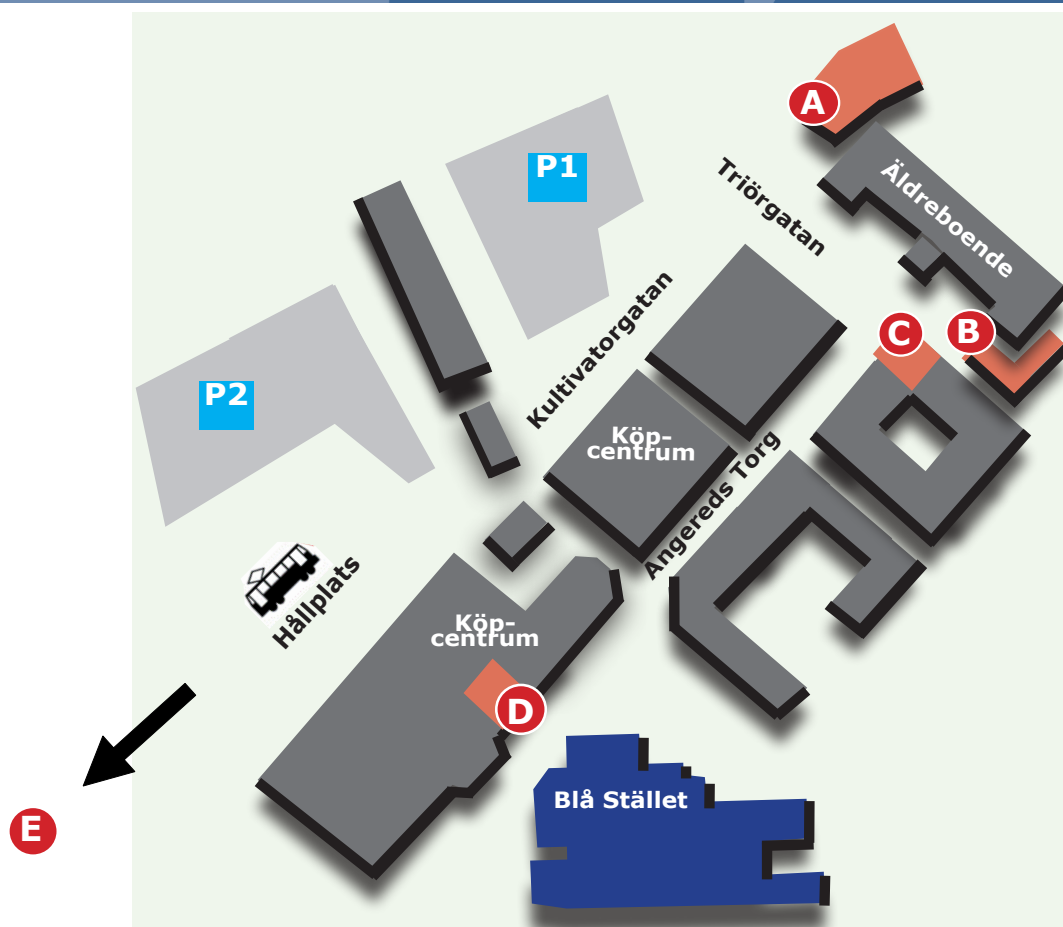 A
P1
Triörgatan
Äldreboende
Kultivatorgatan
C
B
P2
Köp-
centrum
Angereds Torg
Hållplats
Köp-
centrum
D
Blå Stället
E